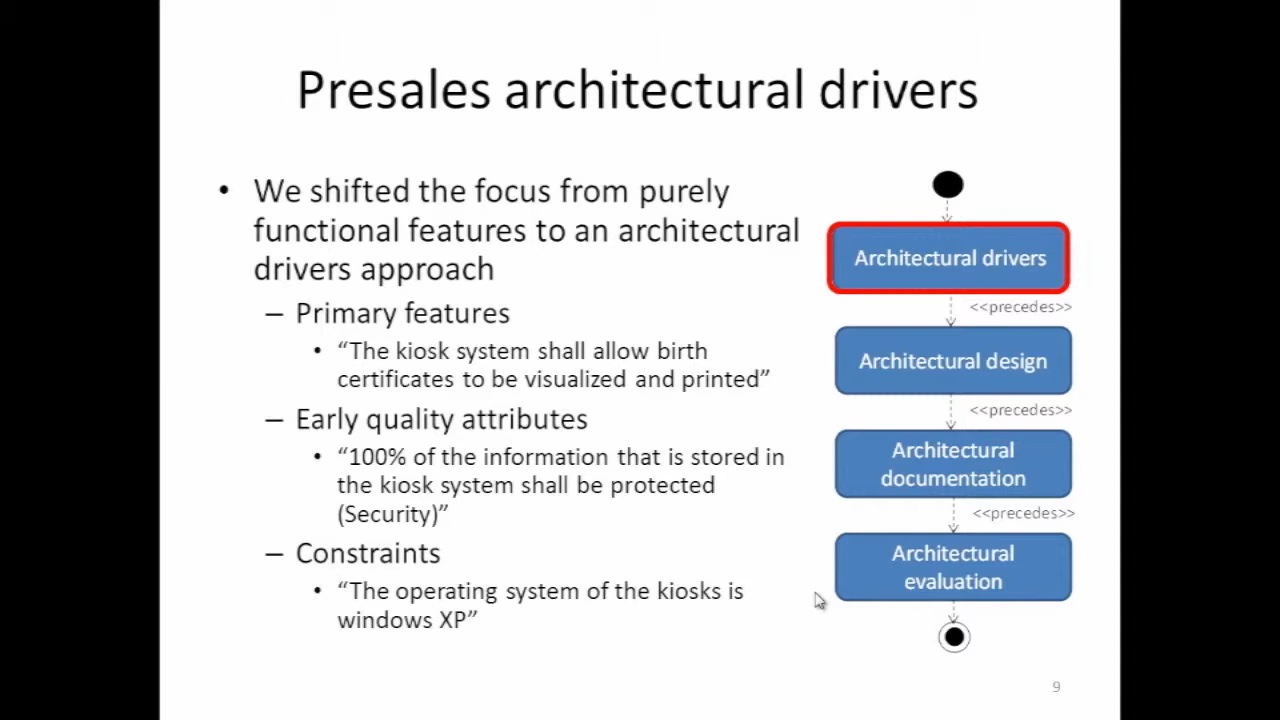 Presales architectural drivers
• We shifted the focus from purely
functional features to an architectural
drivers approach
– Primary features
• “The kiosk system shall allow birth
certificates to be visualized and printed”
– Early quality attributes
• “100% of the information that is stored in
the kiosk system shall be protected
(Security)”
– Constraints
• “The operating system of the kiosks is
windows XP”
Architectural drivers
<<precedes>>
Architectural design
<<precedes>>
Architectural
documentation
<<precedes>>
Architectural
evaluation
9